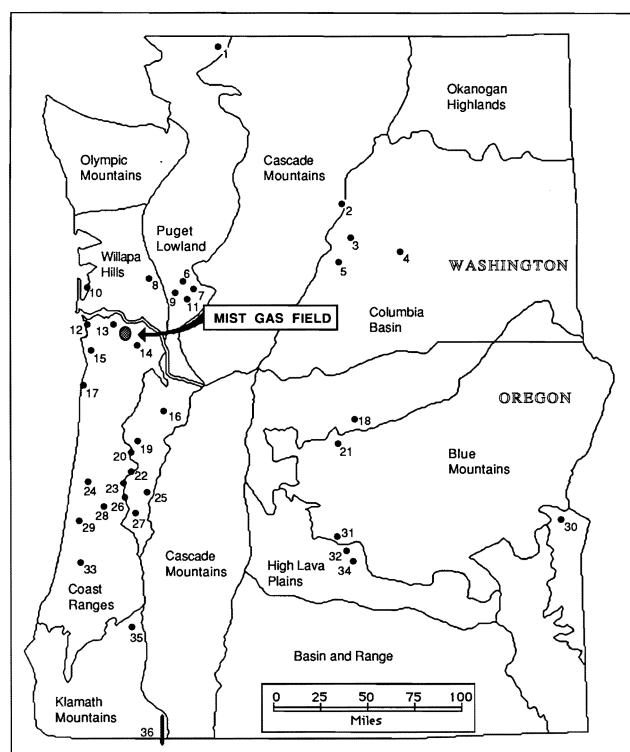 1
Okanogan
Highlands
Olympic
Mountains
Cascade
Mountains
2
Puget
Lowland
3
4
Willapa
Hills
5
WASHINGTON
6
7
8
9
10
11
Columbia
Basin
MIST GAS FIELD
12
13
14
15
17
OREGON
16
18
19
20
21
Blue
Mountains
22
23
24
25
26
27
28
29
30
31
32
33
34
Cascade
Mountains
High Lava
Plains
Coast
Ranges
35
Basin and Range
Klamath
Mountains
0 25 50 75 100
Miles
36